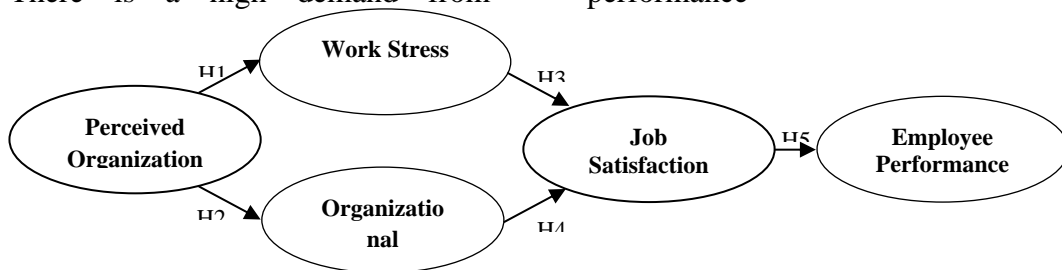 There is a high demand from performance
Work Stress
H1
H3
Perceived
Organization
Job
Satisfaction
H5
Employee
Performance
H2
Organizatio
nal
H4